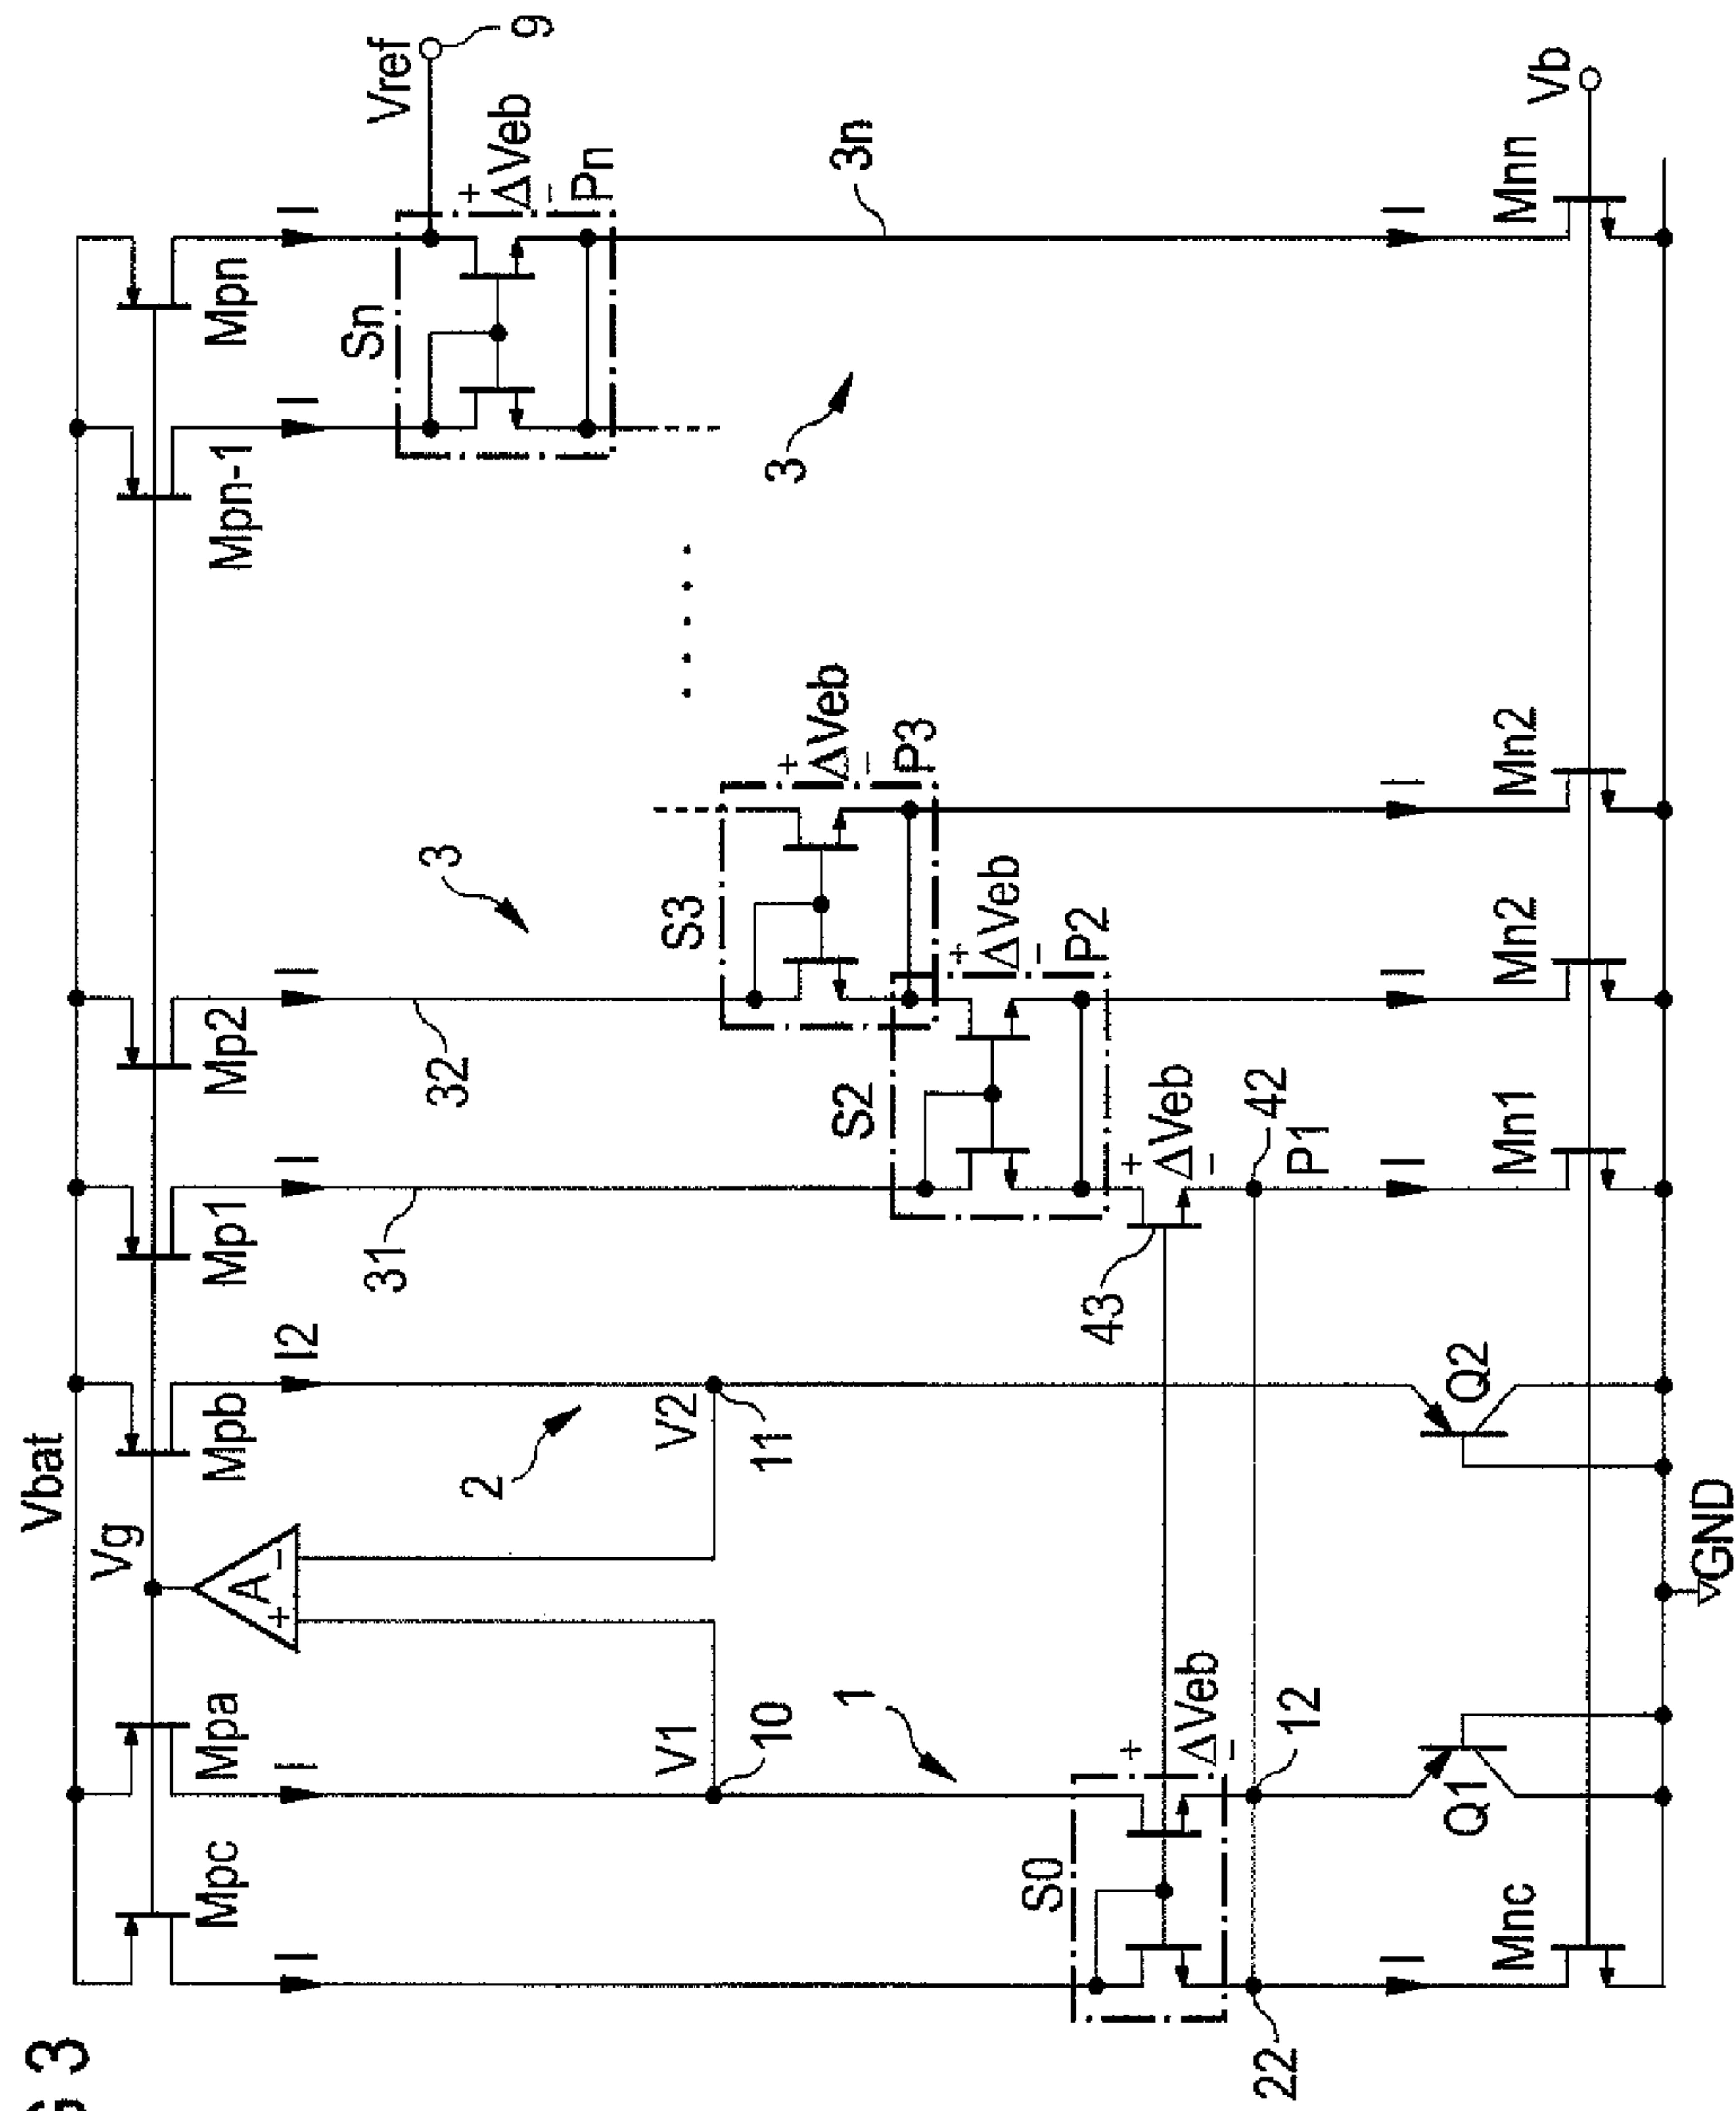 G 3
Vbat
Vg
Mpc
Mpa
Mpb
Mp1
Mp2
Mpn-1
Mpn
I
I
I2
I
I
I
I
A
+
−
V1
10
V2
11
1
2
31
32
3
3
3n
Vref
9
S0
+
ΔVeb
−
S2
+
ΔVeb
−
P2
S3
+
ΔVeb
−
P3
Sn
+
ΔVeb
−
Pn
43
+
ΔVeb
−
42
P1
22
12
I
I
I
I
I
Mnc
Q1
Q2
Mn1
Mn2
Mn2
Mnn
Vb
GND